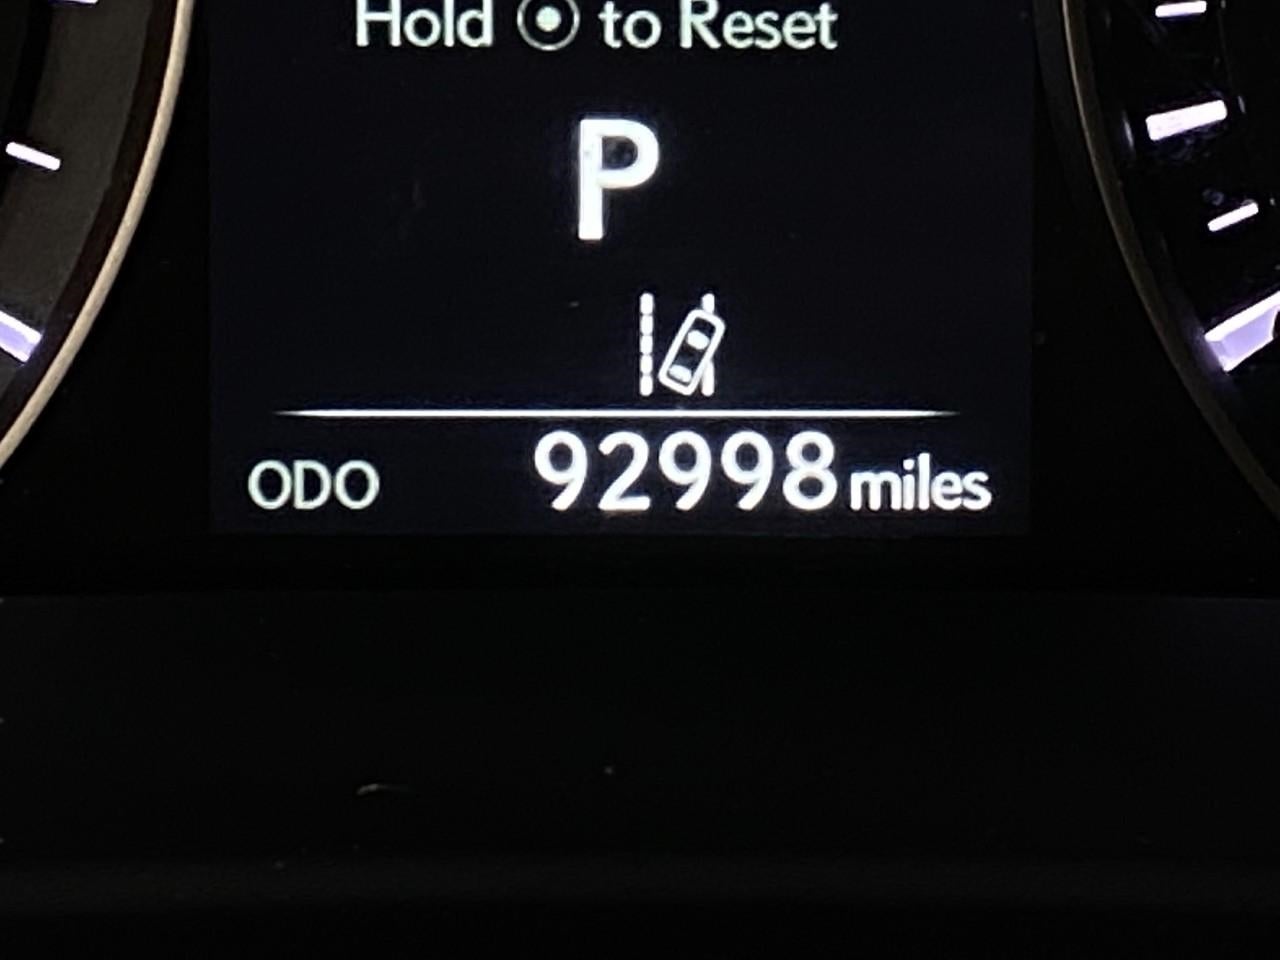 Hold to Reset
P
ODO 92998 miles